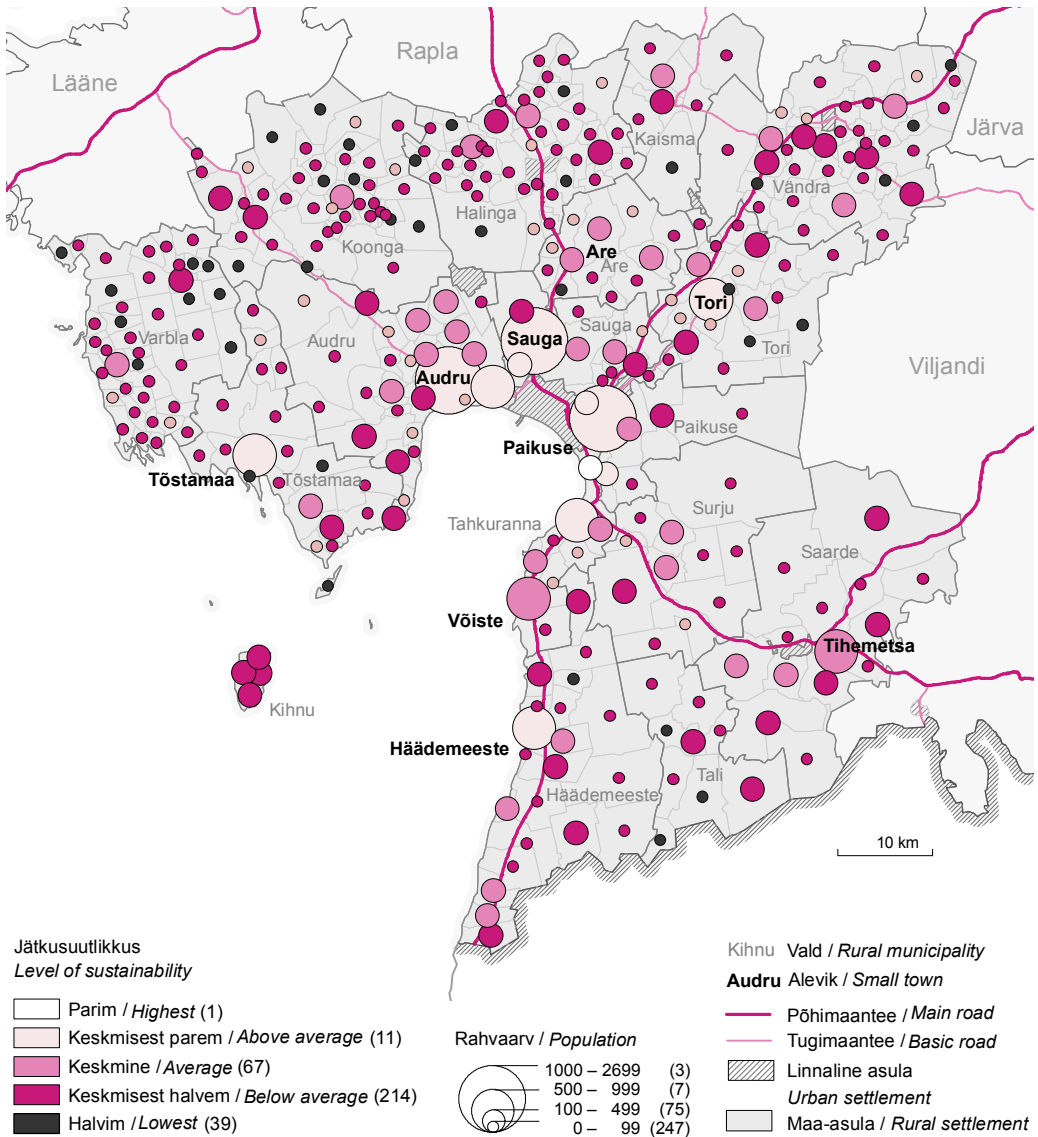 Rapla
Lääne
Järva
Kaisma
Vändra
Halinga
Koonga
Are
Are
Tori
Sauga
Sauga
Varbla
Audru
Tori
Viljandi
Audru
Paikuse
Paikuse
Tõstamaa
Tõstamaa
Surju
Tahkuranna
Saarde
Võiste
Tihemetsa
Kihnu
Häädemeeste
Tali
Häädemeeste
10 km
Jätkusuutlikkus
Level of sustainability
Parim / Highest (1)
Keskmisest parem / Above average (11)
Keskmine / Average (67)
Keskmisest halvem / Below average (214)
Halvim / Lowest (39)
Rahvaarv / Population
1000 – 2699 (3)
500 – 999 (7)
100 – 499 (75)
0 – 99 (247)
Kihnu Vald / Rural municipality
Audru Alevik / Small town
Põhimaantee / Main road
Tugimaantee / Basic road
Linnaline asula
Urban settlement
Maa-asula / Rural settlement